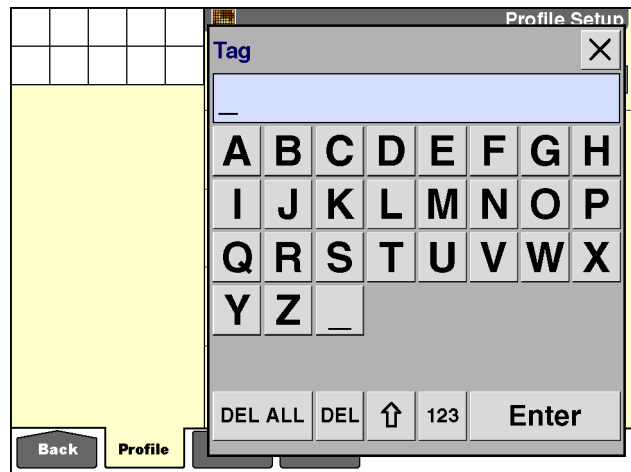 Profile Setup
Tag
_
A B C D E F G H
I J K L M N O P
Q R S T U V W X
Y Z _
DEL ALL DEL 123 Enter
Back Profile